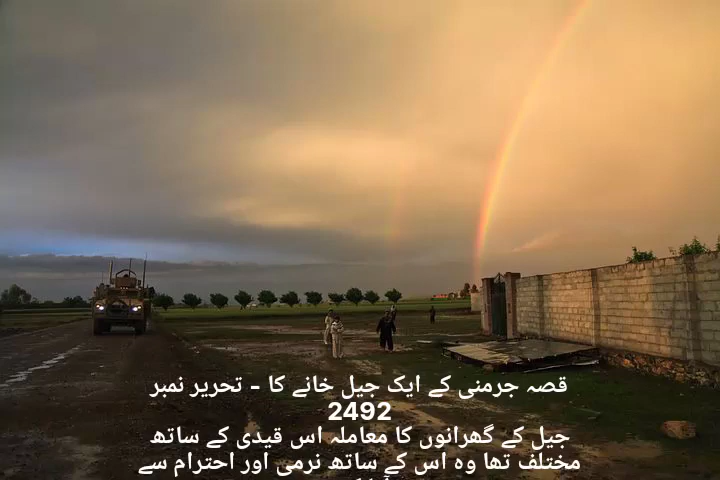 قصہ جرمنی کے ایک جیل خانے کا - تحریر نمبر
2492
جیل کے گھرانوں کا معاملہ اس قیدی کے ساتھ
مختلف تھا وہ اس کے ساتھ نرمی اور احترام سے